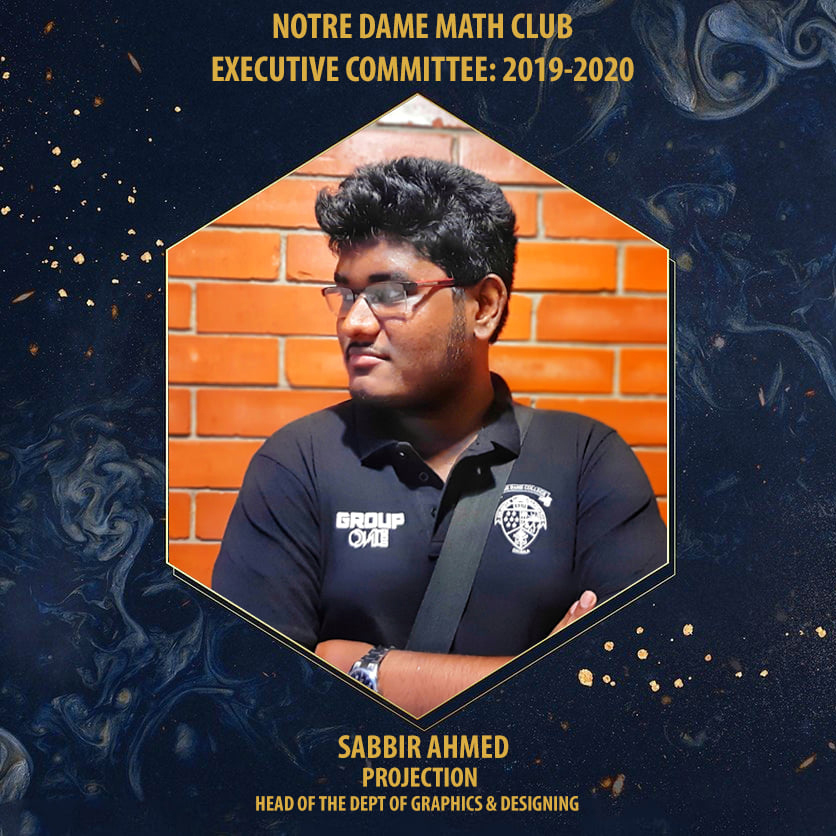 NOTRE DAME MATH CLUB
EXECUTIVE COMMITTEE: 2019-2020
GROUP
ONE
SABBIR AHMED
PROJECTION
HEAD OF THE DEPT OF GRAPHICS & DESIGNING